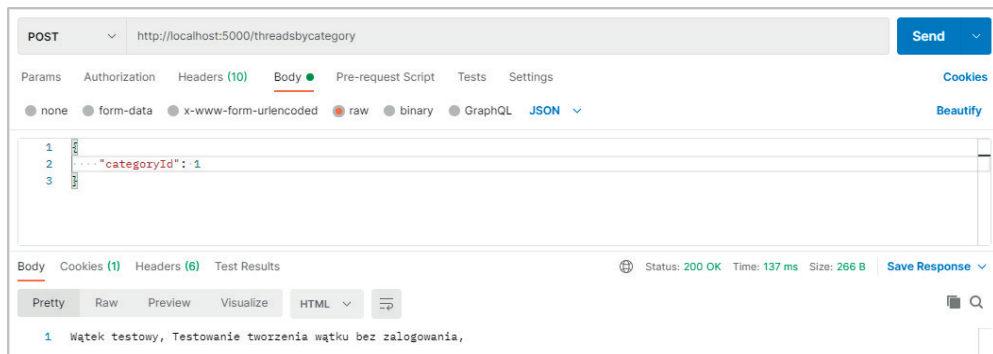 POST http://localhost:5000/threadsbycategory Send
Params Authorization Headers (10) Body Pre-request Script Tests Settings Cookies
none form-data x-www-form-urlencoded raw binary GraphQL JSON Beautify
1 {
2 ····"categoryId":·1
3 }
Body Cookies (1) Headers (6) Test Results Status: 200 OK Time: 137 ms Size: 266 B Save Response
Pretty Raw Preview Visualize HTML
1 Wątek testowy, Testowanie tworzenia wątku bez zalogowania,